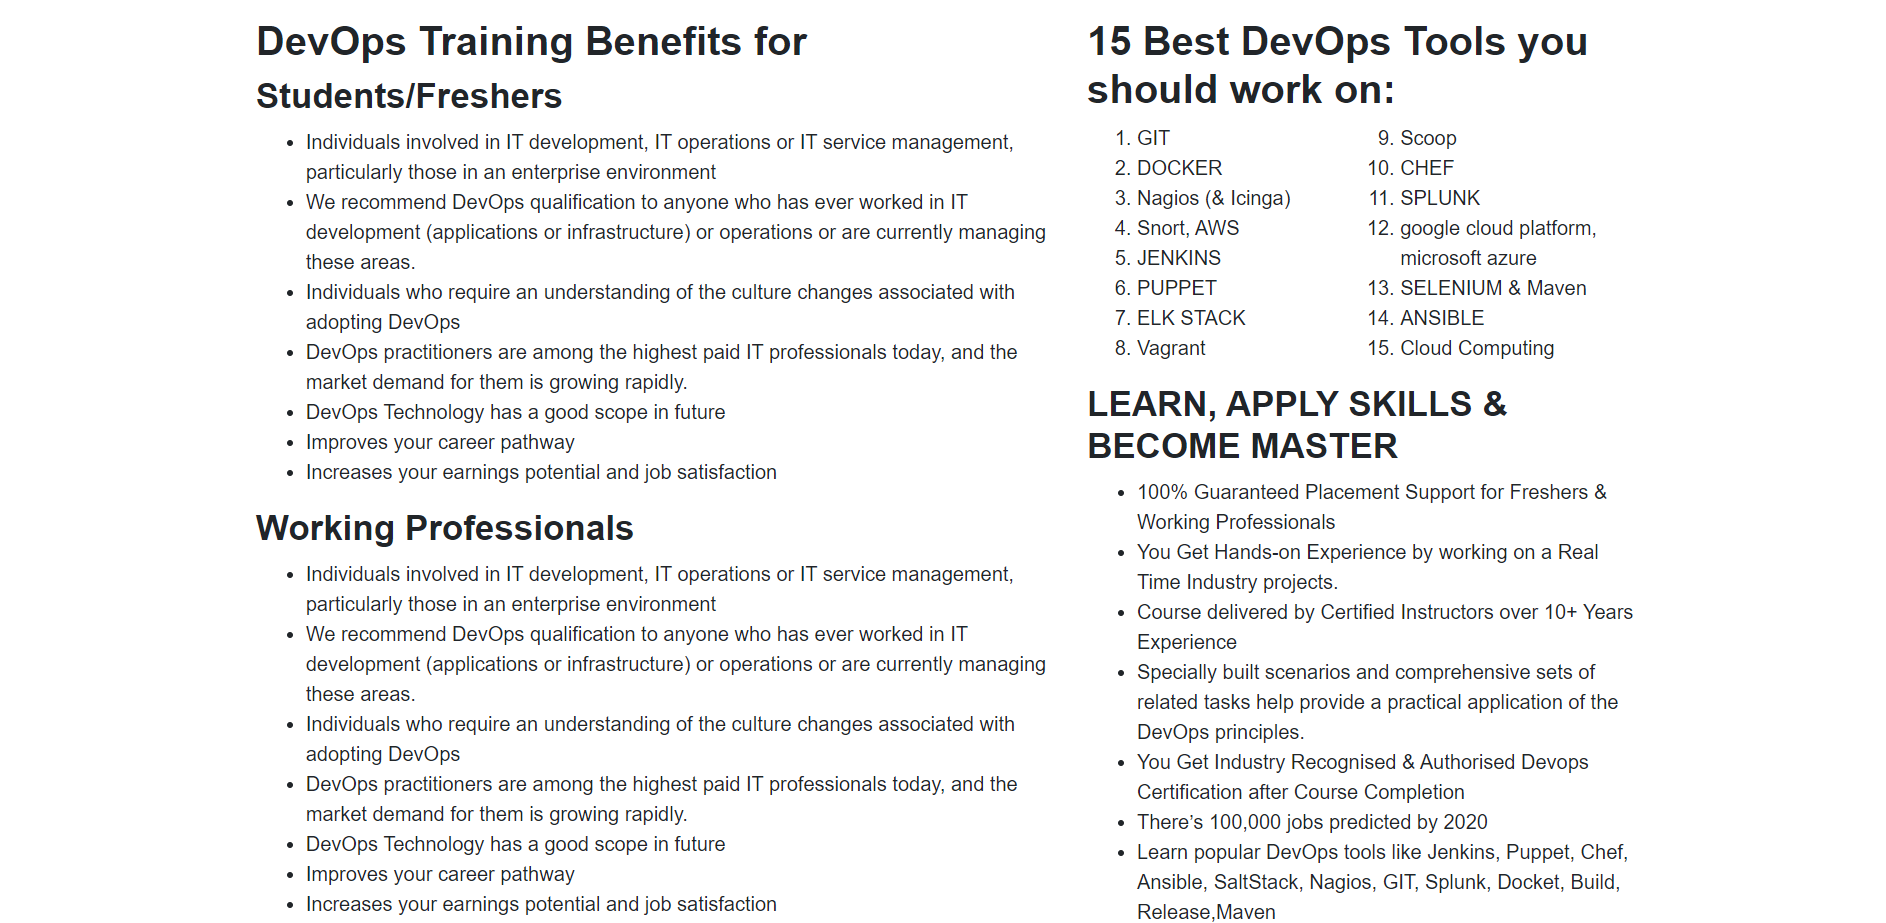 DevOps Training Benefits for
Students/Freshers
• Individuals involved in IT development, IT operations or IT service management,
particularly those in an enterprise environment
• We recommend DevOps qualification to anyone who has ever worked in IT
development (applications or infrastructure) or operations or are currently managing
these areas.
• Individuals who require an understanding of the culture changes associated with
adopting DevOps
• DevOps practitioners are among the highest paid IT professionals today, and the
market demand for them is growing rapidly.
• DevOps Technology has a good scope in future
• Improves your career pathway
• Increases your earnings potential and job satisfaction
Working Professionals
• Individuals involved in IT development, IT operations or IT service management,
particularly those in an enterprise environment
• We recommend DevOps qualification to anyone who has ever worked in IT
development (applications or infrastructure) or operations or are currently managing
these areas.
• Individuals who require an understanding of the culture changes associated with
adopting DevOps
• DevOps practitioners are among the highest paid IT professionals today, and the
market demand for them is growing rapidly.
• DevOps Technology has a good scope in future
• Improves your career pathway
• Increases your earnings potential and job satisfaction
15 Best DevOps Tools you
should work on:
1. GIT
2. DOCKER
3. Nagios (& Icinga)
4. Snort, AWS
5. JENKINS
6. PUPPET
7. ELK STACK
8. Vagrant
9. Scoop
10. CHEF
11. SPLUNK
12. google cloud platform,
microsoft azure
13. SELENIUM & Maven
14. ANSIBLE
15. Cloud Computing
LEARN, APPLY SKILLS &
BECOME MASTER
• 100% Guaranteed Placement Support for Freshers &
Working Professionals
• You Get Hands-on Experience by working on a Real
Time Industry projects.
• Course delivered by Certified Instructors over 10+ Years
Experience
• Specially built scenarios and comprehensive sets of
related tasks help provide a practical application of the
DevOps principles.
• You Get Industry Recognised & Authorised Devops
Certification after Course Completion
• There’s 100,000 jobs predicted by 2020
• Learn popular DevOps tools like Jenkins, Puppet, Chef,
Ansible, SaltStack, Nagios, GIT, Splunk, Docket, Build,
Release,Maven